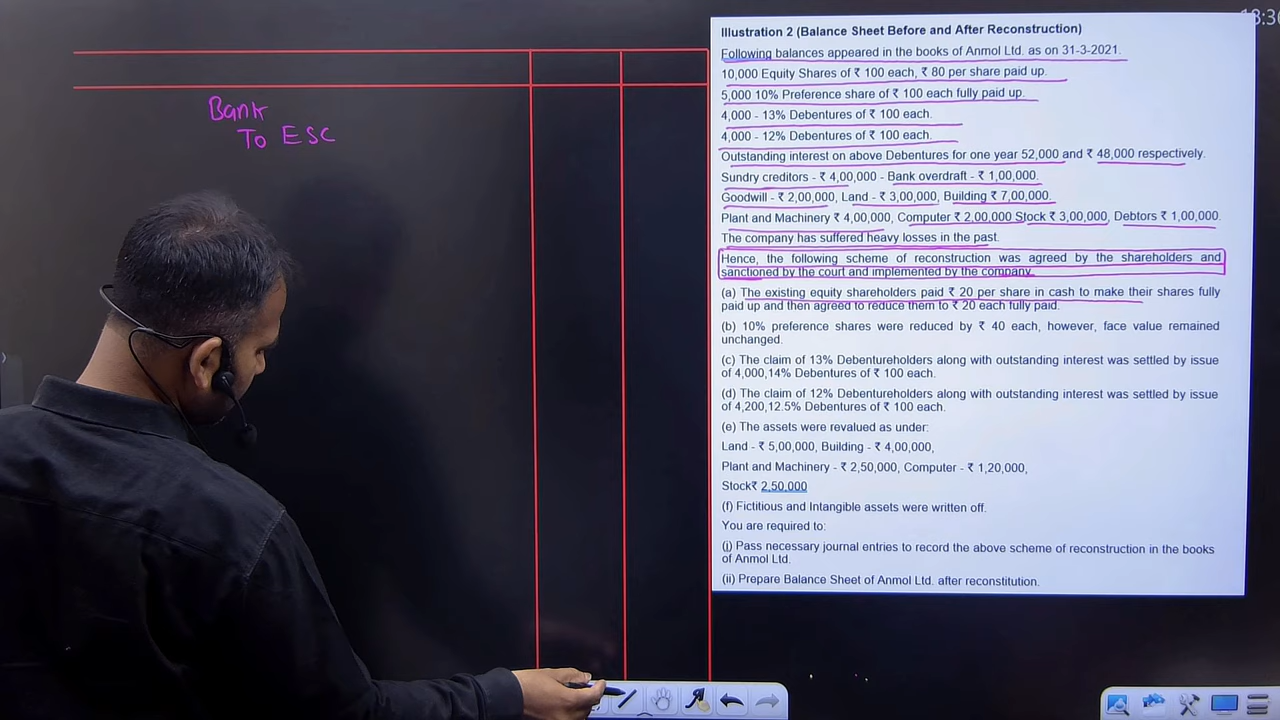 18:36
Bank
To ESC
Illustration 2 (Balance Sheet Before and After Reconstruction)
Following balances appeared in the books of Anmol Ltd. as on 31-3-2021.
10,000 Equity Shares of ₹ 100 each, ₹ 80 per share paid up.
5,000 10% Preference share of ₹ 100 each fully paid up.
4,000 - 13% Debentures of ₹ 100 each.
4,000 - 12% Debentures of ₹ 100 each.
Outstanding interest on above Debentures for one year 52,000 and ₹ 48,000 respectively.
Sundry creditors - ₹ 4,00,000 - Bank overdraft - ₹ 1,00,000.
Goodwill - ₹ 2,00,000, Land - ₹ 3,00,000, Building ₹ 7,00,000.
Plant and Machinery ₹ 4,00,000, Computer ₹ 2,00,000 Stock ₹ 3,00,000, Debtors ₹ 1,00,000.
The company has suffered heavy losses in the past.
Hence, the following scheme of reconstruction was agreed by the shareholders and
sanctioned by the court and implemented by the company.
(a) The existing equity shareholders paid ₹ 20 per share in cash to make their shares fully
paid up and then agreed to reduce them to ₹ 20 each fully paid.
(b) 10% preference shares were reduced by ₹ 40 each, however, face value remained
unchanged.
(c) The claim of 13% Debentureholders along with outstanding interest was settled by issue
of 4,000,14% Debentures of ₹ 100 each.
(d) The claim of 12% Debentureholders along with outstanding interest was settled by issue
of 4,200,12.5% Debentures of ₹ 100 each.
(e) The assets were revalued as under:
Land - ₹ 5,00,000, Building - ₹ 4,00,000,
Plant and Machinery - ₹ 2,50,000, Computer - ₹ 1,20,000,
Stock₹ 2,50,000
(f) Fictitious and Intangible assets were written off.
You are required to:
(i) Pass necessary journal entries to record the above scheme of reconstruction in the books
of Anmol Ltd.
(ii) Prepare Balance Sheet of Anmol Ltd. after reconstitution.